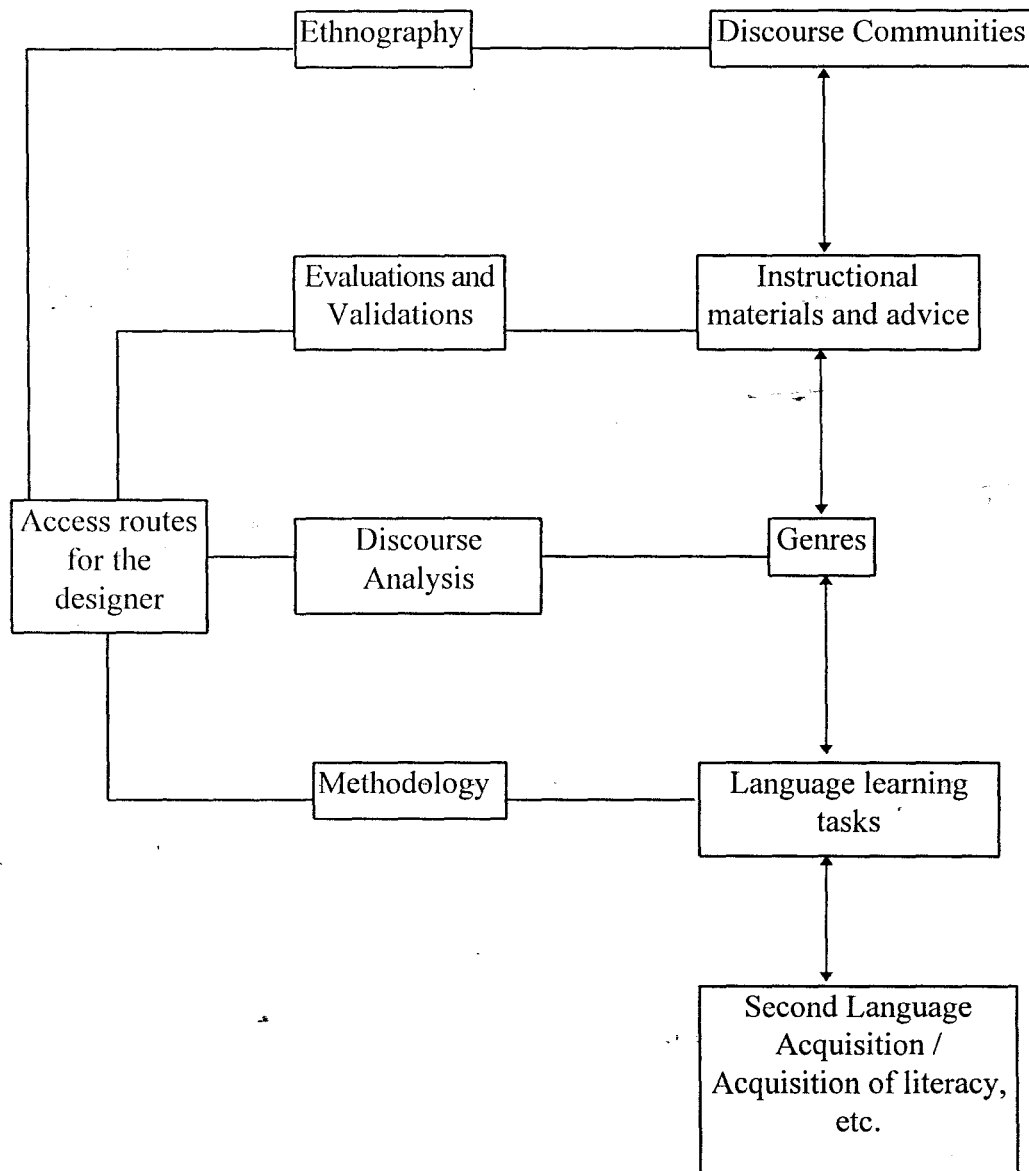 Ethnography
Discourse Communities
Evaluations and
Validations
Instructional
materials and advice
Access routes
for the
designer
Discourse
Analysis
Genres
Methodology
Language learning
tasks
Second Language
Acquisition /
Acquisition of literacy,
etc.